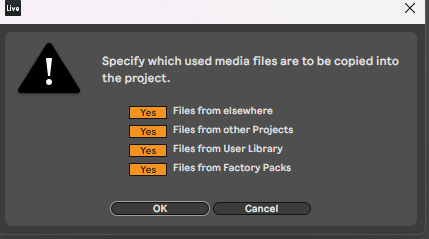 Live
Specify which used media files are to be copied into
the project.
Yes Files from elsewhere
Yes Files from other Projects
Yes Files from User Library
Yes Files from Factory Packs
OK Cancel